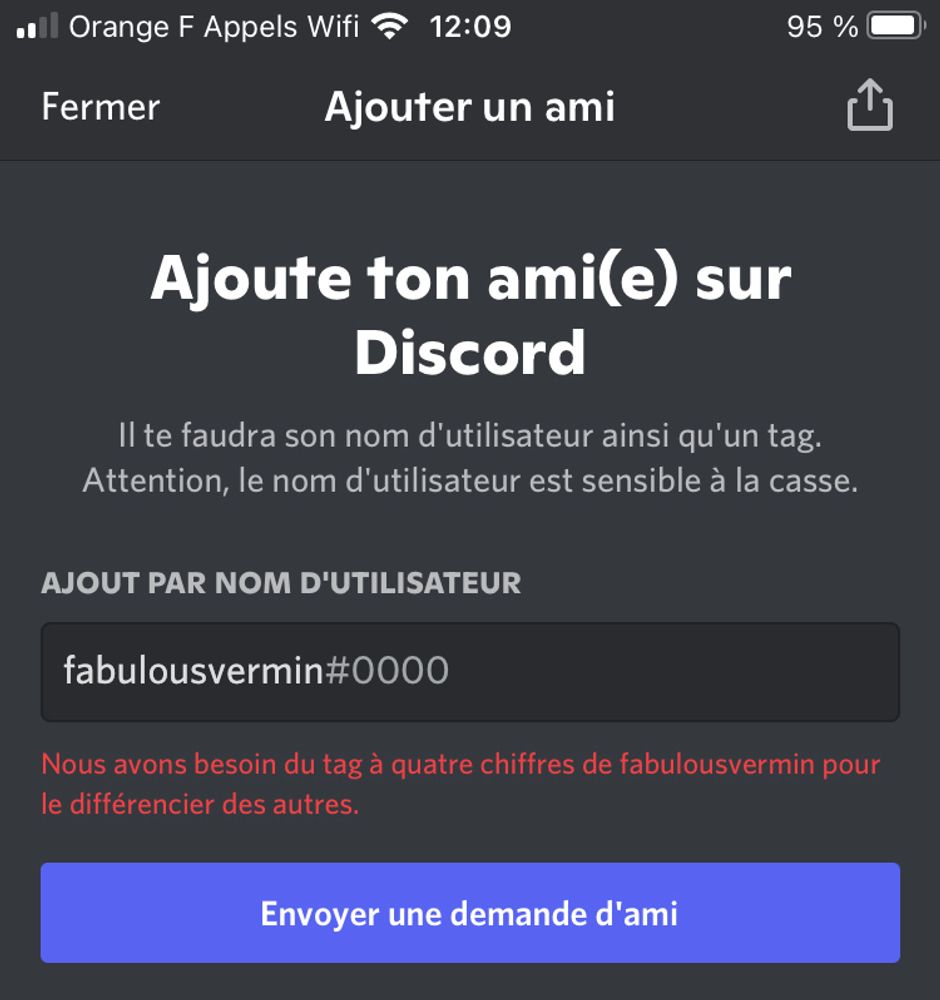 Orange F Appels Wifi 12:09 95 %
Fermer Ajouter un ami
Ajoute ton ami(e) sur
Discord
Il te faudra son nom d'utilisateur ainsi qu'un tag.
Attention, le nom d'utilisateur est sensible à la casse.
AJOUT PAR NOM D'UTILISATEUR
fabulousvermin#0000
Nous avons besoin du tag à quatre chiffres de fabulousvermin pour
le différencier des autres.
Envoyer une demande d'ami